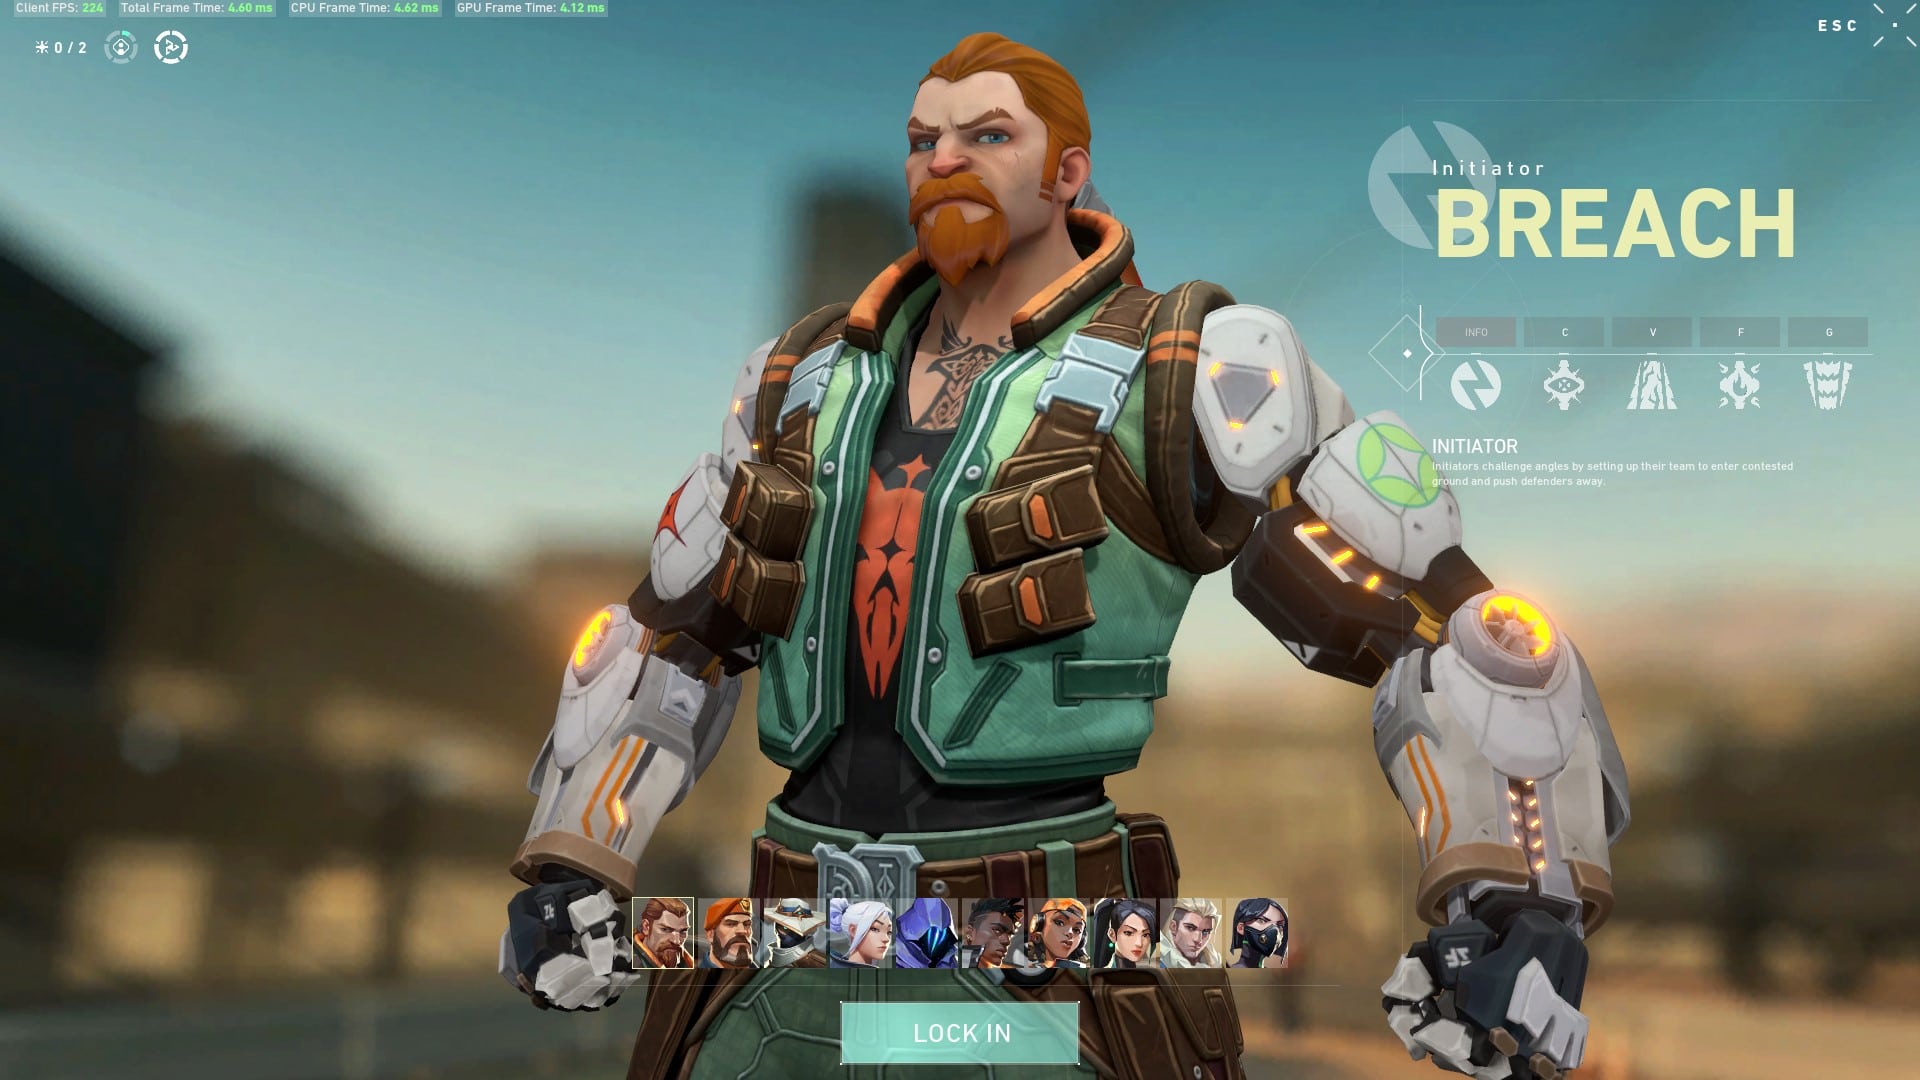 Client FPS: 224 Total Frame Time: 4.60 ms CPU Frame Time: 4.62 ms GPU Frame Time: 4.12 ms
0 / 2
ESC
Initiator
BREACH
INFO C V F G
INITIATOR
Initiators challenge angles by setting up their team to enter contested
ground and push defenders away.
LOCK IN